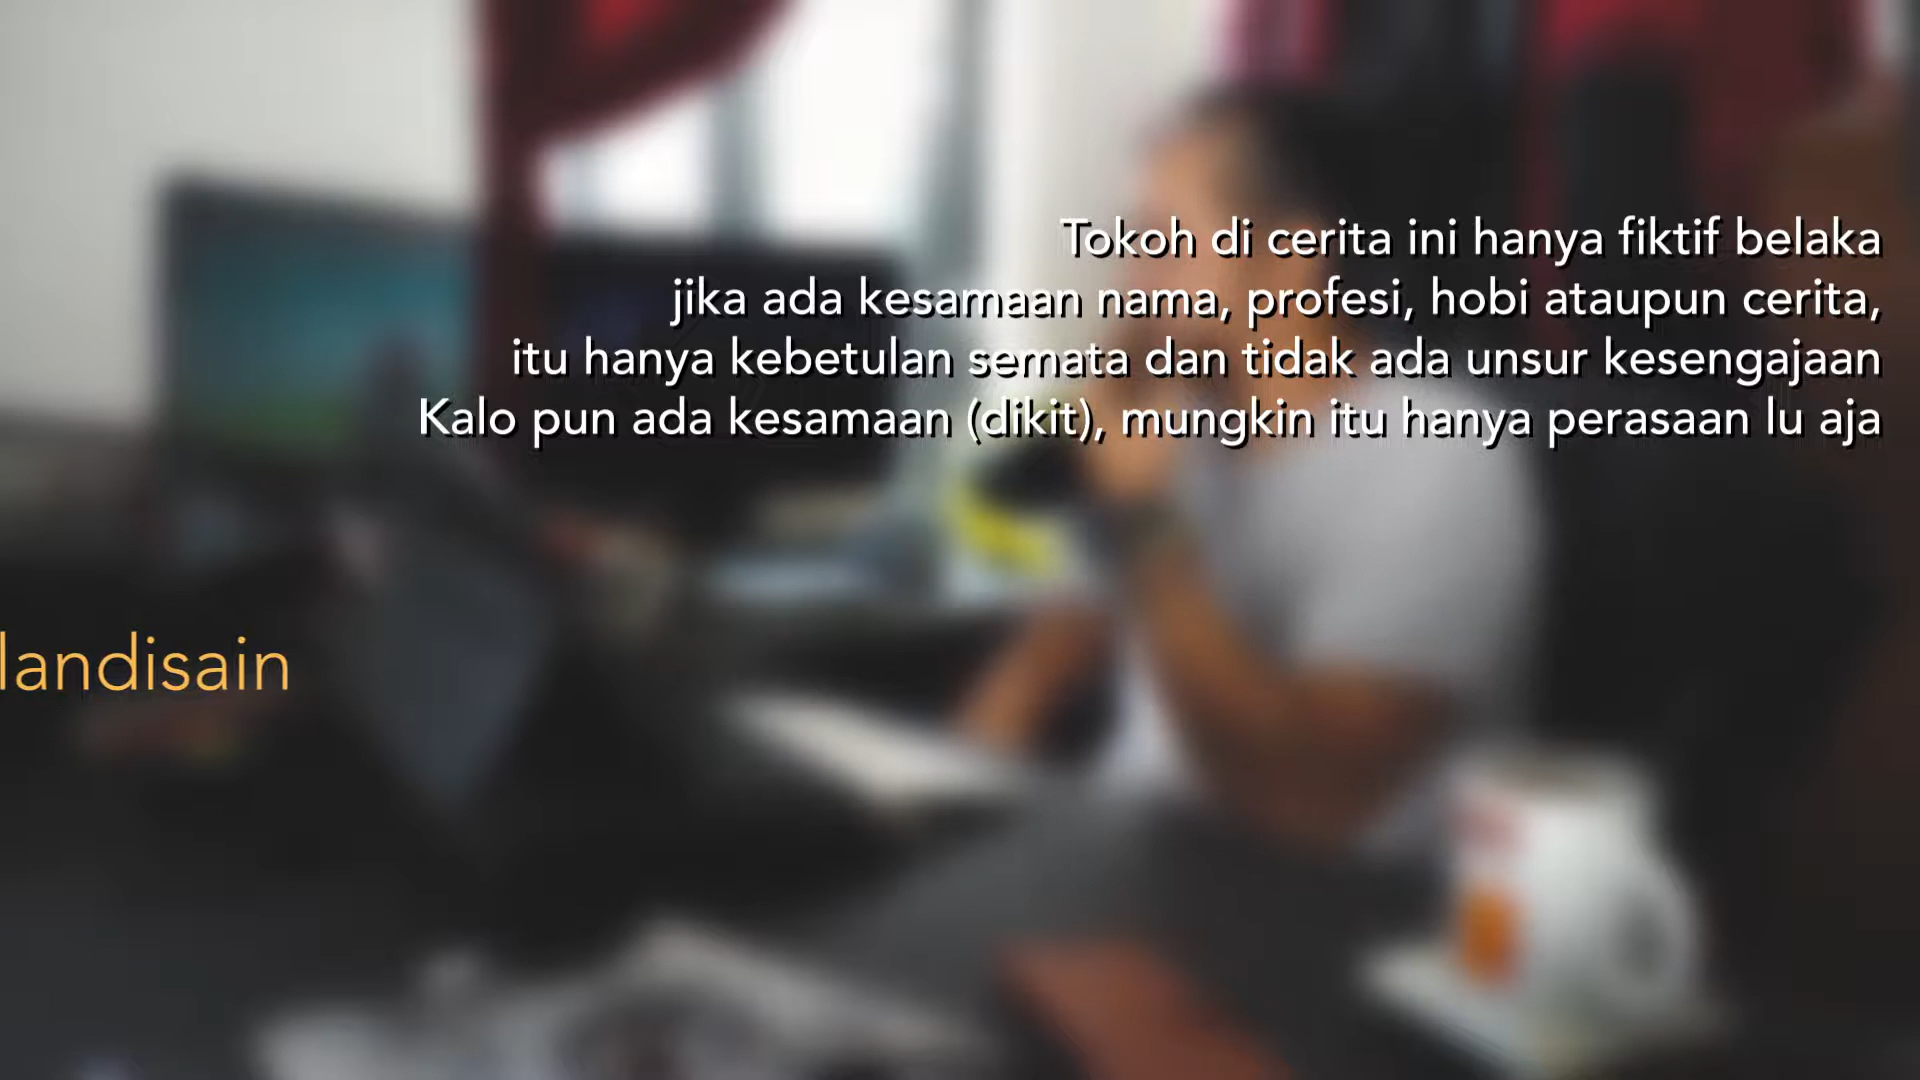 Tokoh di cerita ini hanya fiktif belaka
jika ada kesamaan nama, profesi, hobi ataupun cerita,
itu hanya kebetulan semata dan tidak ada unsur kesengajaan
Kalo pun ada kesamaan (dikit), mungkin itu hanya perasaan lu aja
landisain